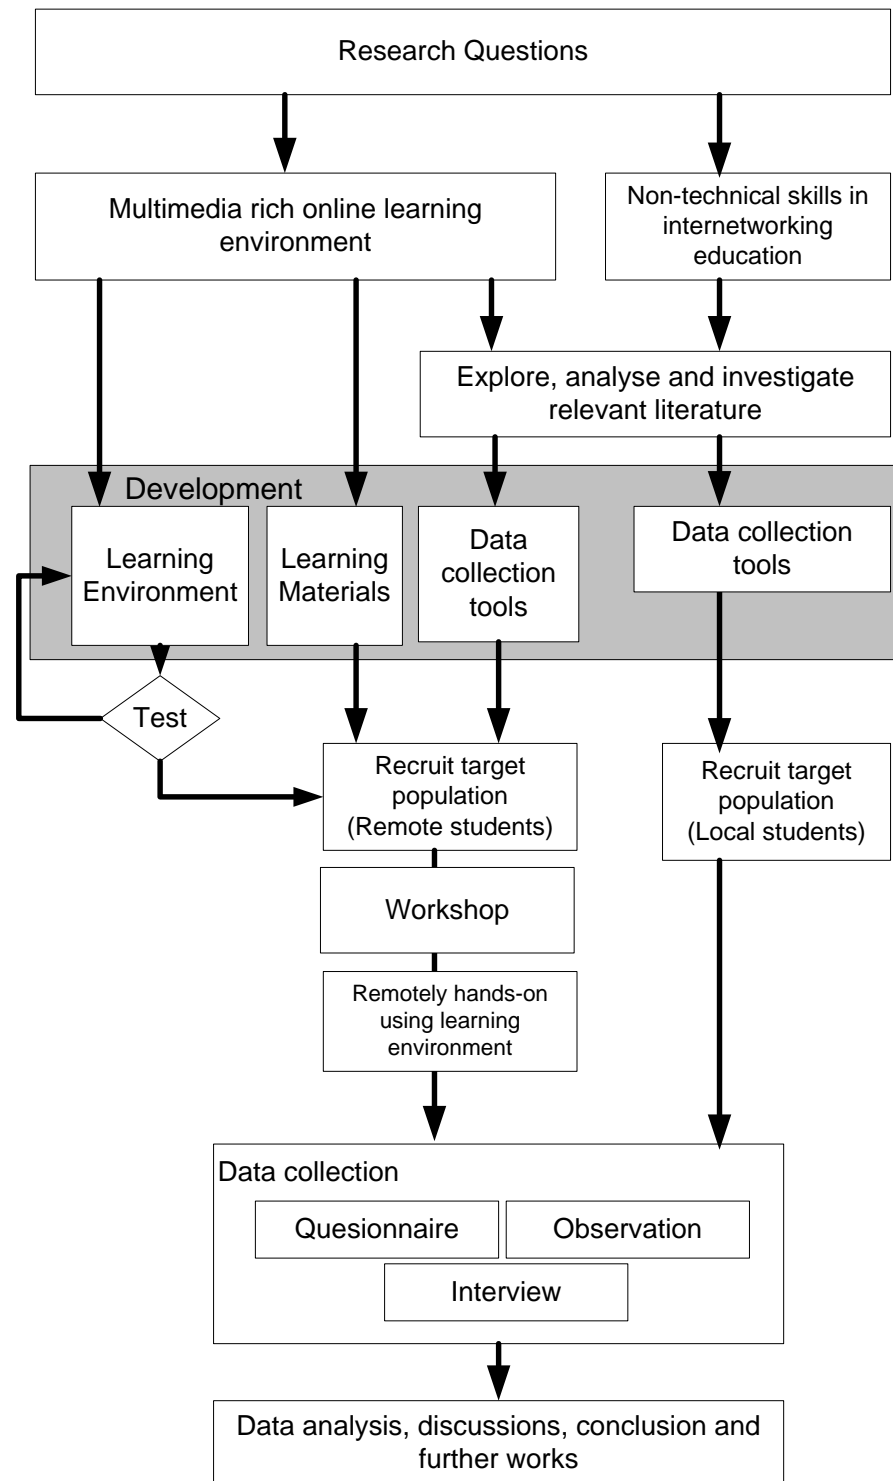 Research Questions
Multimedia rich online learning
environment
Non-technical skills in
internetworking
education
Explore, analyse and investigate
relevant literature
Development
Learning
Environment
Learning
Materials
Data
collection
tools
Data collection
tools
Test
Recruit target
population
(Remote students)
Recruit target
population
(Local students)
Workshop
Remotely hands-on
using learning
environment
Data collection
Quesionnaire
Observation
Interview
Data analysis, discussions, conclusion and
further works